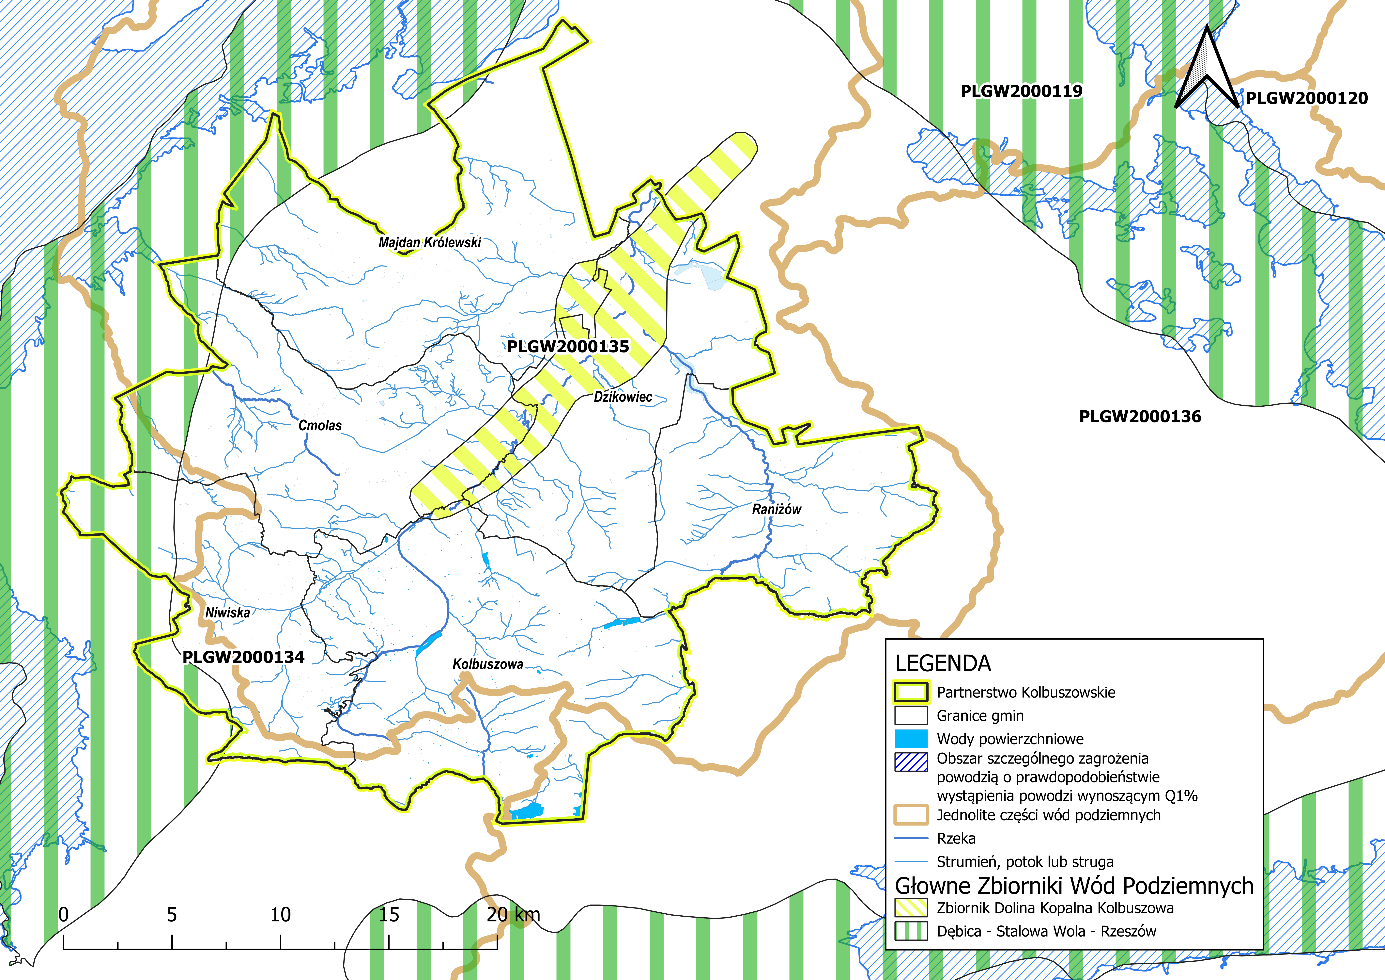 PLGW2000119
PLGW2000120
Majdan Królewski
PLGW2000135
Dzikowiec
PLGW2000136
Cmolas
Raniżów
Niwiska
PLGW2000134
Kolbuszowa
LEGENDA
Partnerstwo Kolbuszowskie
Granice gmin
Wody powierzchniowe
Obszar szczególnego zagrożenia
powodzią o prawdopodobieństwie
wystąpienia powodzi wynoszącym Q1%
Jednolite części wód podziemnych
Rzeka
Strumień, potok lub struga
Głowne Zbiorniki Wód Podziemnych
Zbiornik Dolina Kopalna Kolbuszowa
Dębica - Stalowa Wola - Rzeszów
0 5 10 15 20 km